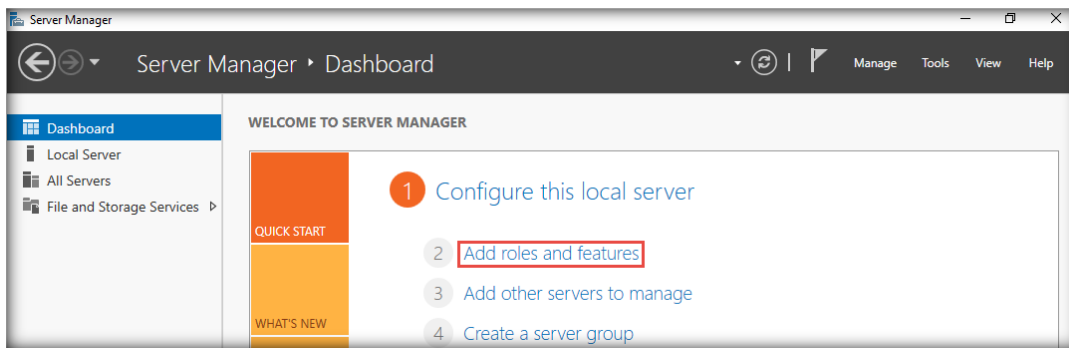 Server Manager
Server Manager ‣ Dashboard
Manage Tools View Help
Dashboard
Local Server
All Servers
File and Storage Services
WELCOME TO SERVER MANAGER
QUICK START
WHAT'S NEW
1 Configure this local server
2 Add roles and features
3 Add other servers to manage
4 Create a server group